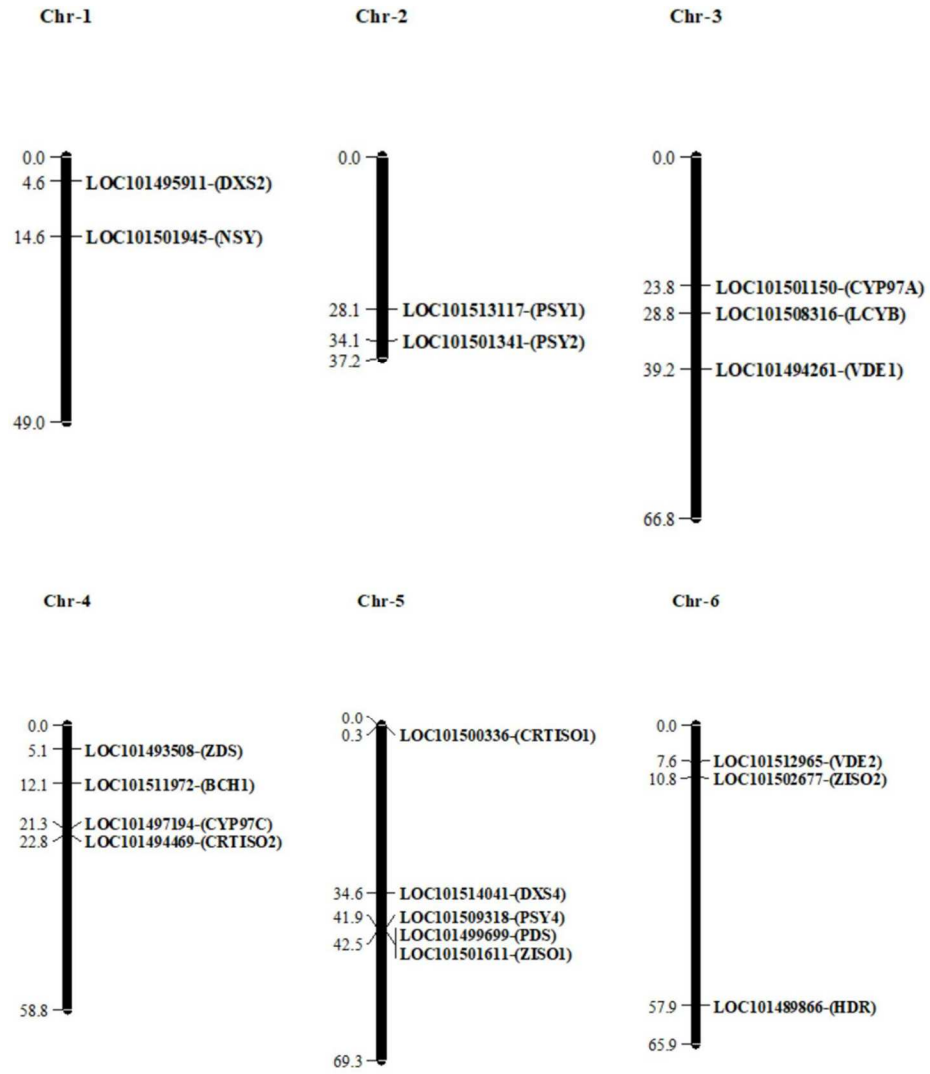 Chr-1
0.0
4.6 LOC101495911-(DXS2)
14.6 LOC101501945-(NSY)
49.0
Chr-2
0.0
28.1 LOC101513117-(PSY1)
34.1 LOC101501341-(PSY2)
37.2
Chr-3
0.0
23.8 LOC101501150-(CYP97A)
28.8 LOC101508316-(LCYB)
39.2 LOC101494261-(VDE1)
66.8
Chr-4
0.0
5.1 LOC101493508-(ZDS)
12.1 LOC101511972-(BCH1)
21.3 LOC101497194-(CYP97C)
22.8 LOC101494469-(CRTISO2)
58.8
Chr-5
0.0
0.3 LOC101500336-(CRTISO1)
34.6 LOC101514041-(DXS4)
41.9 LOC101509318-(PSY4)
LOC101499699-(PDS)
42.5 LOC101501611-(ZISO1)
69.3
Chr-6
0.0
7.6 LOC101512965-(VDE2)
10.8 LOC101502677-(ZISO2)
57.9 LOC101489866-(HDR)
65.9